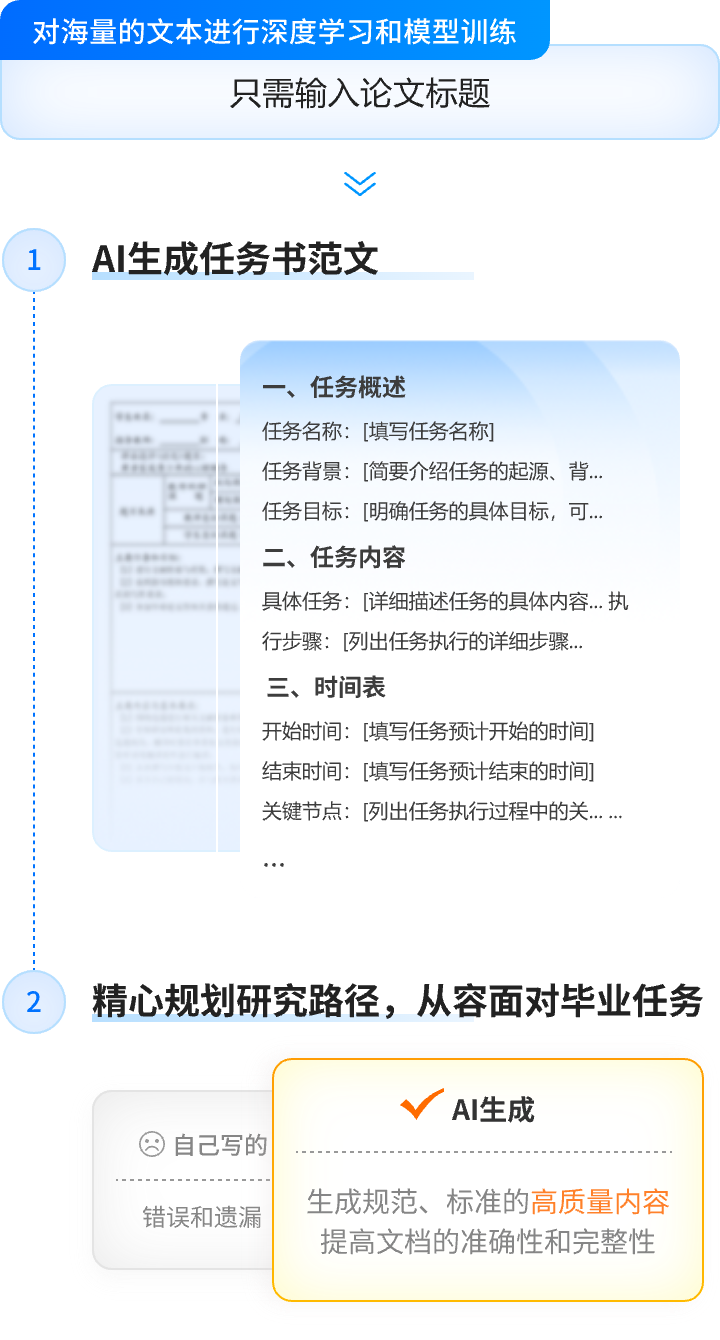 对海量的文本进行深度学习和模型训练
只需输入论文标题
1
AI生成任务书范文
一、任务概述
任务名称：[填写任务名称]
任务背景：[简要介绍任务的起源、背...
任务目标：[明确任务的具体目标，可...
二、任务内容
具体任务：[详细描述任务的具体内容... 执
行步骤：[列出任务执行的详细步骤...
三、时间表
开始时间：[填写任务预计开始的时间]
结束时间：[填写任务预计结束的时间]
关键节点：[列出任务执行过程中的关... ...
...
2
精心规划研究路径，从容面对毕业任务
自己写的
错误和遗漏
AI生成
生成规范、标准的高质量内容
提高文档的准确性和完整性